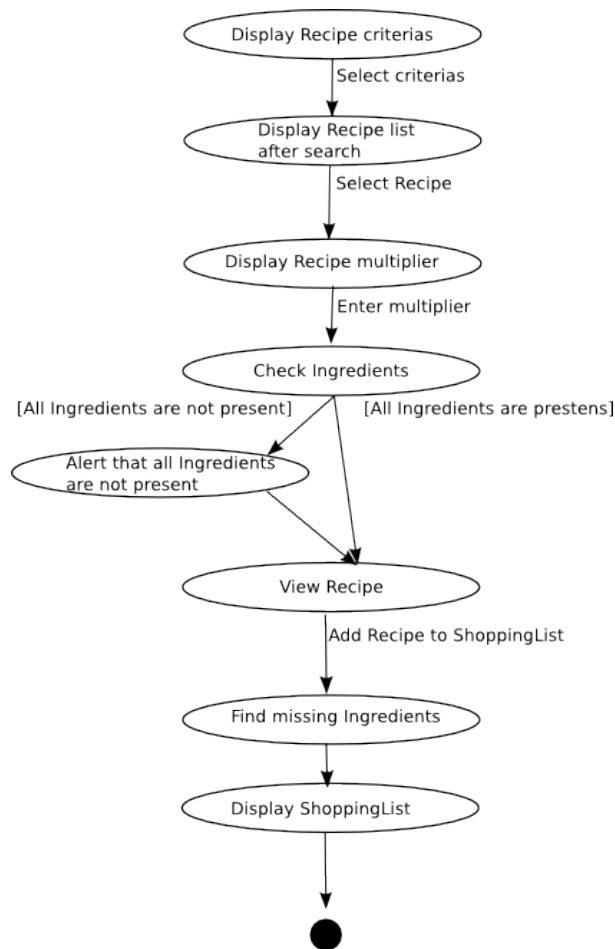 Display Recipe criterias
Select criterias
Display Recipe list
after search
Select Recipe
Display Recipe multiplier
Enter multiplier
Check Ingredients
[All Ingredients are not present]
[All Ingredients are prestens]
Alert that all Ingredients
are not present
View Recipe
Add Recipe to ShoppingList
Find missing Ingredients
Display ShoppingList